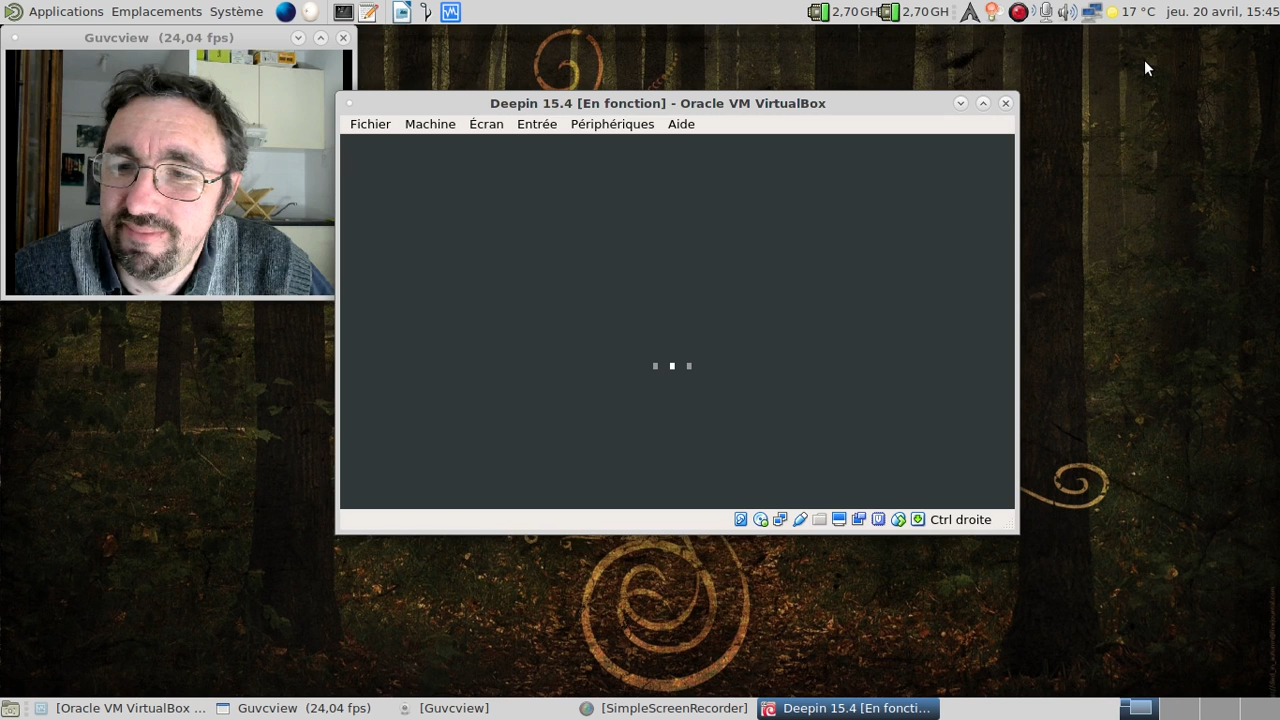 Applications Emplacements Système
2,70 GH 2,70 GH 17 °C jeu. 20 avril, 15:45
Guvcview (24,04 fps)
Deepin 15.4 [En fonction] - Oracle VM VirtualBox
Fichier Machine Écran Entrée Périphériques Aide
Ctrl droite
[Oracle VM VirtualBox ... Guvcview (24,04 fps) [Guvcview] [SimpleScreenRecorder] Deepin 15.4 [En foncti...